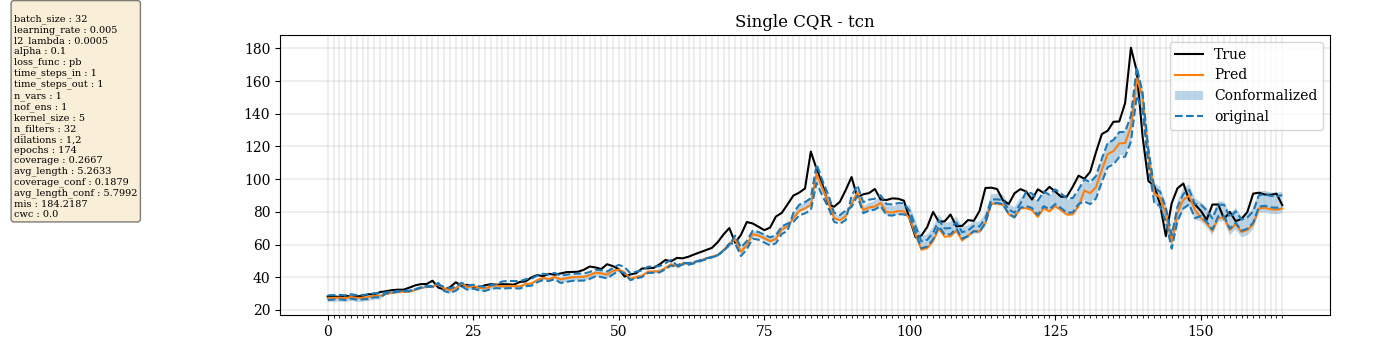 batch_size : 32
learning_rate : 0.005
l2_lambda : 0.0005
alpha : 0.1
loss_func : pb
time_steps_in : 1
time_steps_out : 1
n_vars : 1
nof_ens : 1
kernel_size : 5
n_filters : 32
dilations : 1,2
epochs : 174
coverage : 0.2667
avg_length : 5.2633
coverage_conf : 0.1879
avg_length_conf : 5.7992
mis : 184.2187
cwc : 0.0
Single CQR - tcn
180
160
140
120
100
80
60
40
20
0 25 50 75 100 125 150
True
Pred
Conformalized
original